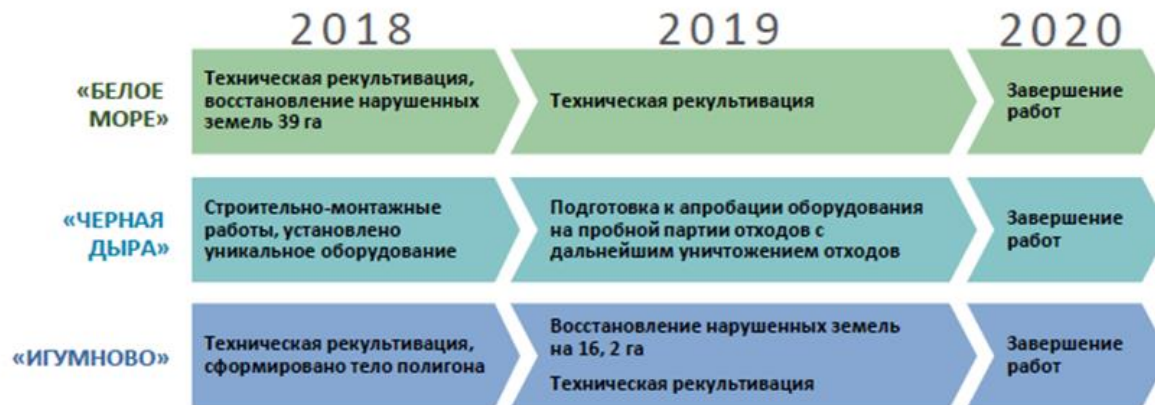 2018
2019
2020
«БЕЛОЕ
МОРЕ»
Техническая рекультивация,
восстановление нарушенных
земель 39 га
Техническая рекультивация
Завершение
работ
«ЧЕРНАЯ
ДЫРА»
Строительно-монтажные
работы, установлено
уникальное оборудование
Подготовка к апробации оборудования
на пробной партии отходов с
дальнейшим уничтожением отходов
Завершение
работ
«ИГУМНОВО»
Техническая рекультивация,
сформировано тело полигона
Восстановление нарушенных земель
на 16, 2 га
Техническая рекультивация
Завершение
работ